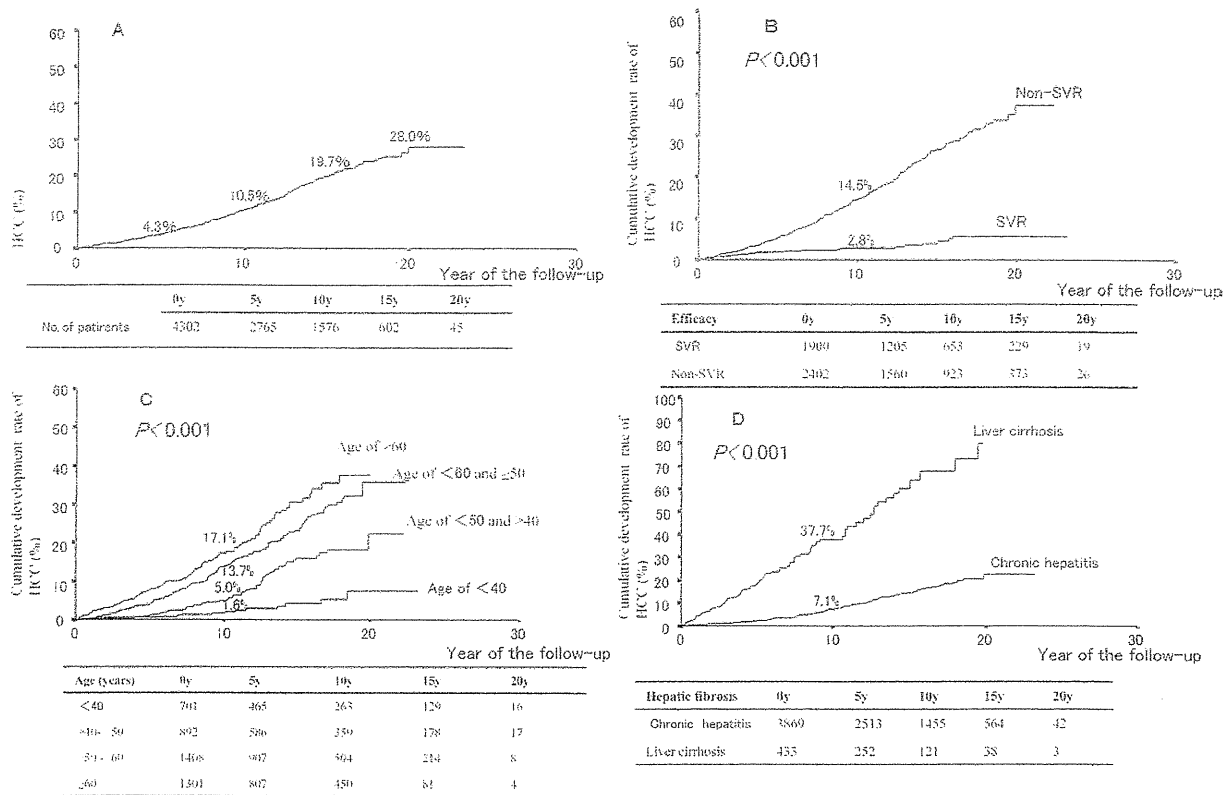 A
60
50
40
30
20
10
0
HCC (%)
4.3%
10.5%
19.7%
28.0%
0 10 20 30
Year of the follow-up
0y 5y 10y 15y 20y
No. of patirants 4302 2765 1576 602 45
B
P<0.001
Cumulative development rate of
HCC (%)
60
50
40
30
20
10
0
Non-SVR
14.5%
SVR
2.8%
0 10 20 30
Year of the follow-up
Efficacy 0y 5y 10y 15y 20y
SVR 1900 1205 653 229 19
Non-SVR 2402 1560 923 373 26
C
P<0.001
Cumulative development rate of
HCC (%)
60
50
40
30
20
10
0
Age of >60
Age of <60 and ≥50
Age of <50 and >40
Age of <40
17.1%
13.7%
5.0%
1.6%
0 10 20 30
Year of the follow-up
Age (years) 0y 5y 10y 15y 20y
<40 701 465 263 129 16
892 586 359 178 17
1408 907 504 214 8
≥60 1301 807 450 81 4
D
P<0.001
Cumulative development rate of
HCC (%)
100
90
80
70
60
50
40
30
20
10
0
Liver cirrhosis
37.7%
Chronic hepatitis
7.1%
0 10 20 30
Year of the follow-up
Hepatic fibrosis 0y 5y 10y 15y 20y
Chronic hepatitis 3869 2513 1455 564 42
Liver cirrhosis 433 252 121 38 3